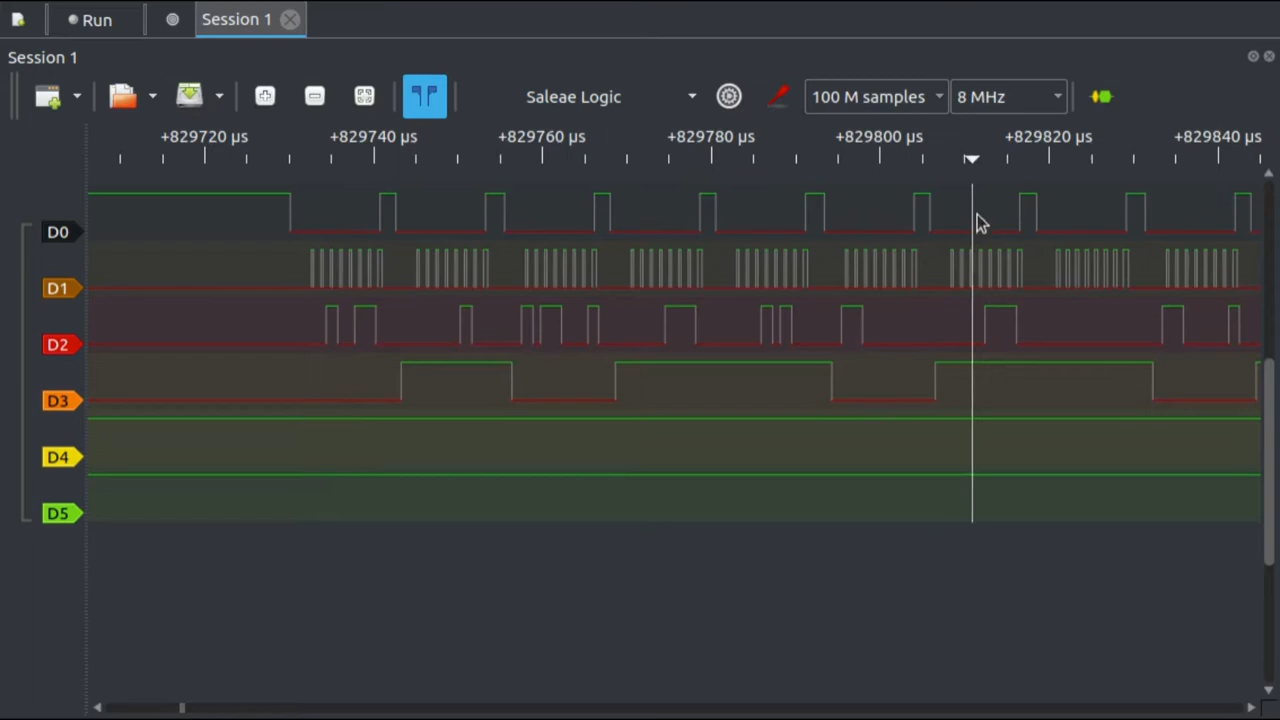 Run
Session 1
Session 1
Saleae Logic
100 M samples
8 MHz
+829720 µs
+829740 µs
+829760 µs
+829780 µs
+829800 µs
+829820 µs
+829840 µs
D0
D1
D2
D3
D4
D5